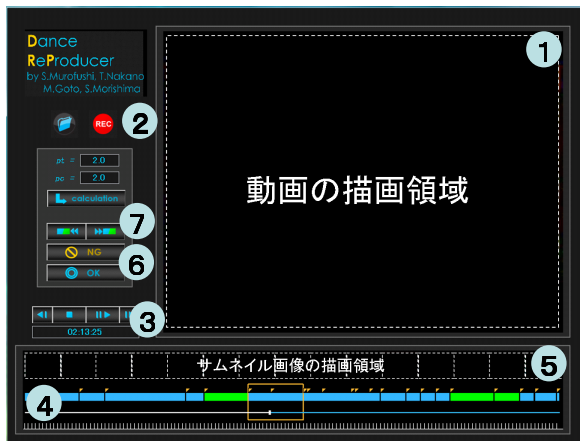 Dance
ReProducer
by S.Murofushi, T.Nakano
M.Goto, S.Morishima
1
REC
2
pt = 2.0
pc = 2.0
calculation
動画の描画領域
7
NG
6
OK
3
02:13:25
サムネイル画像の描画領域
5
4